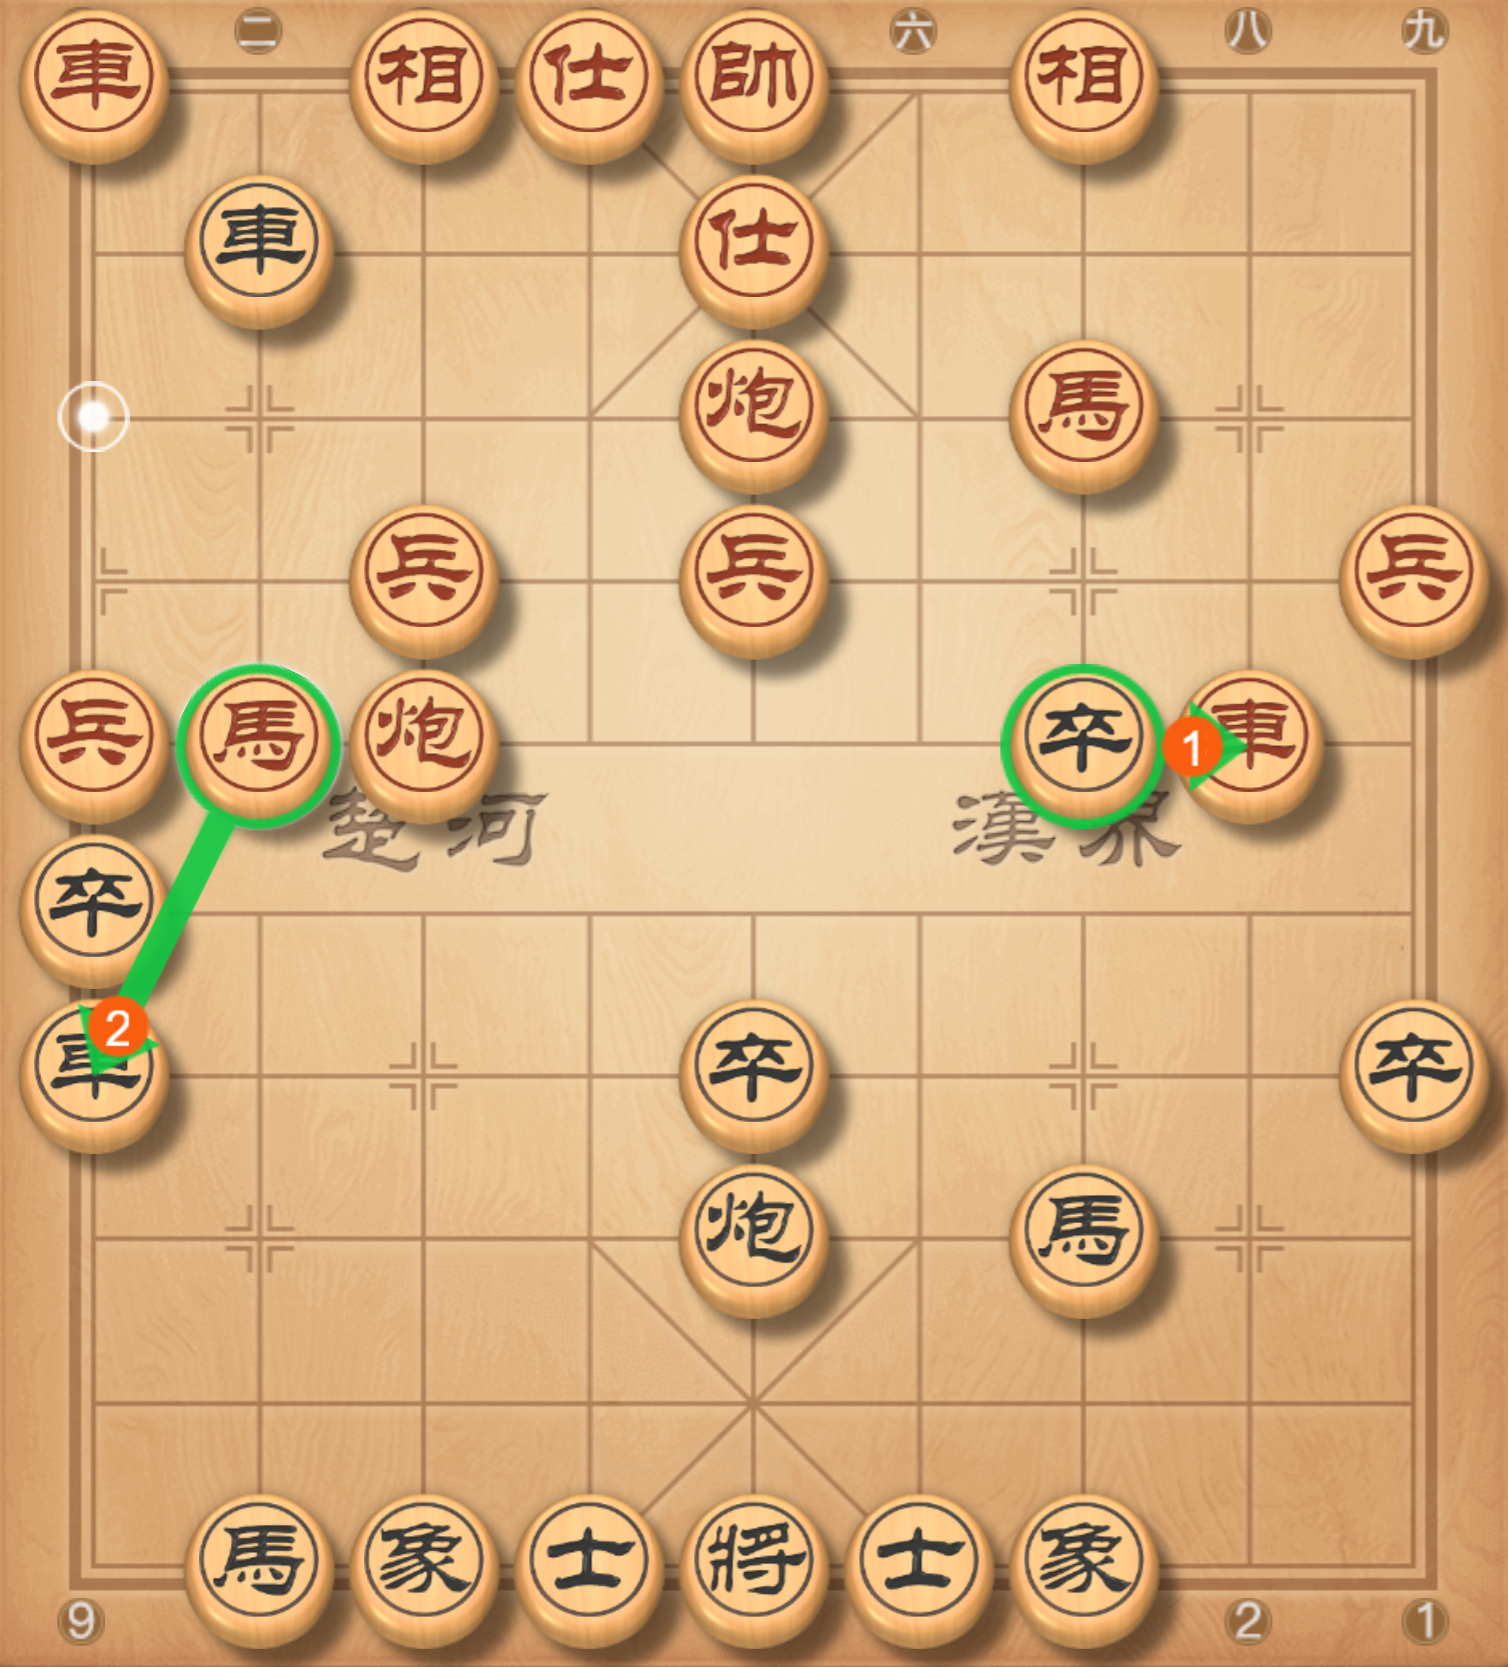 二 六 八 九
車 相 仕 帥 相
車 仕
炮 馬
兵 兵 兵
兵 馬 炮 卒 1 車
楚河 漢界
卒
2
車 卒 卒
炮 馬
馬 象 士 將 士 象
9 2 1